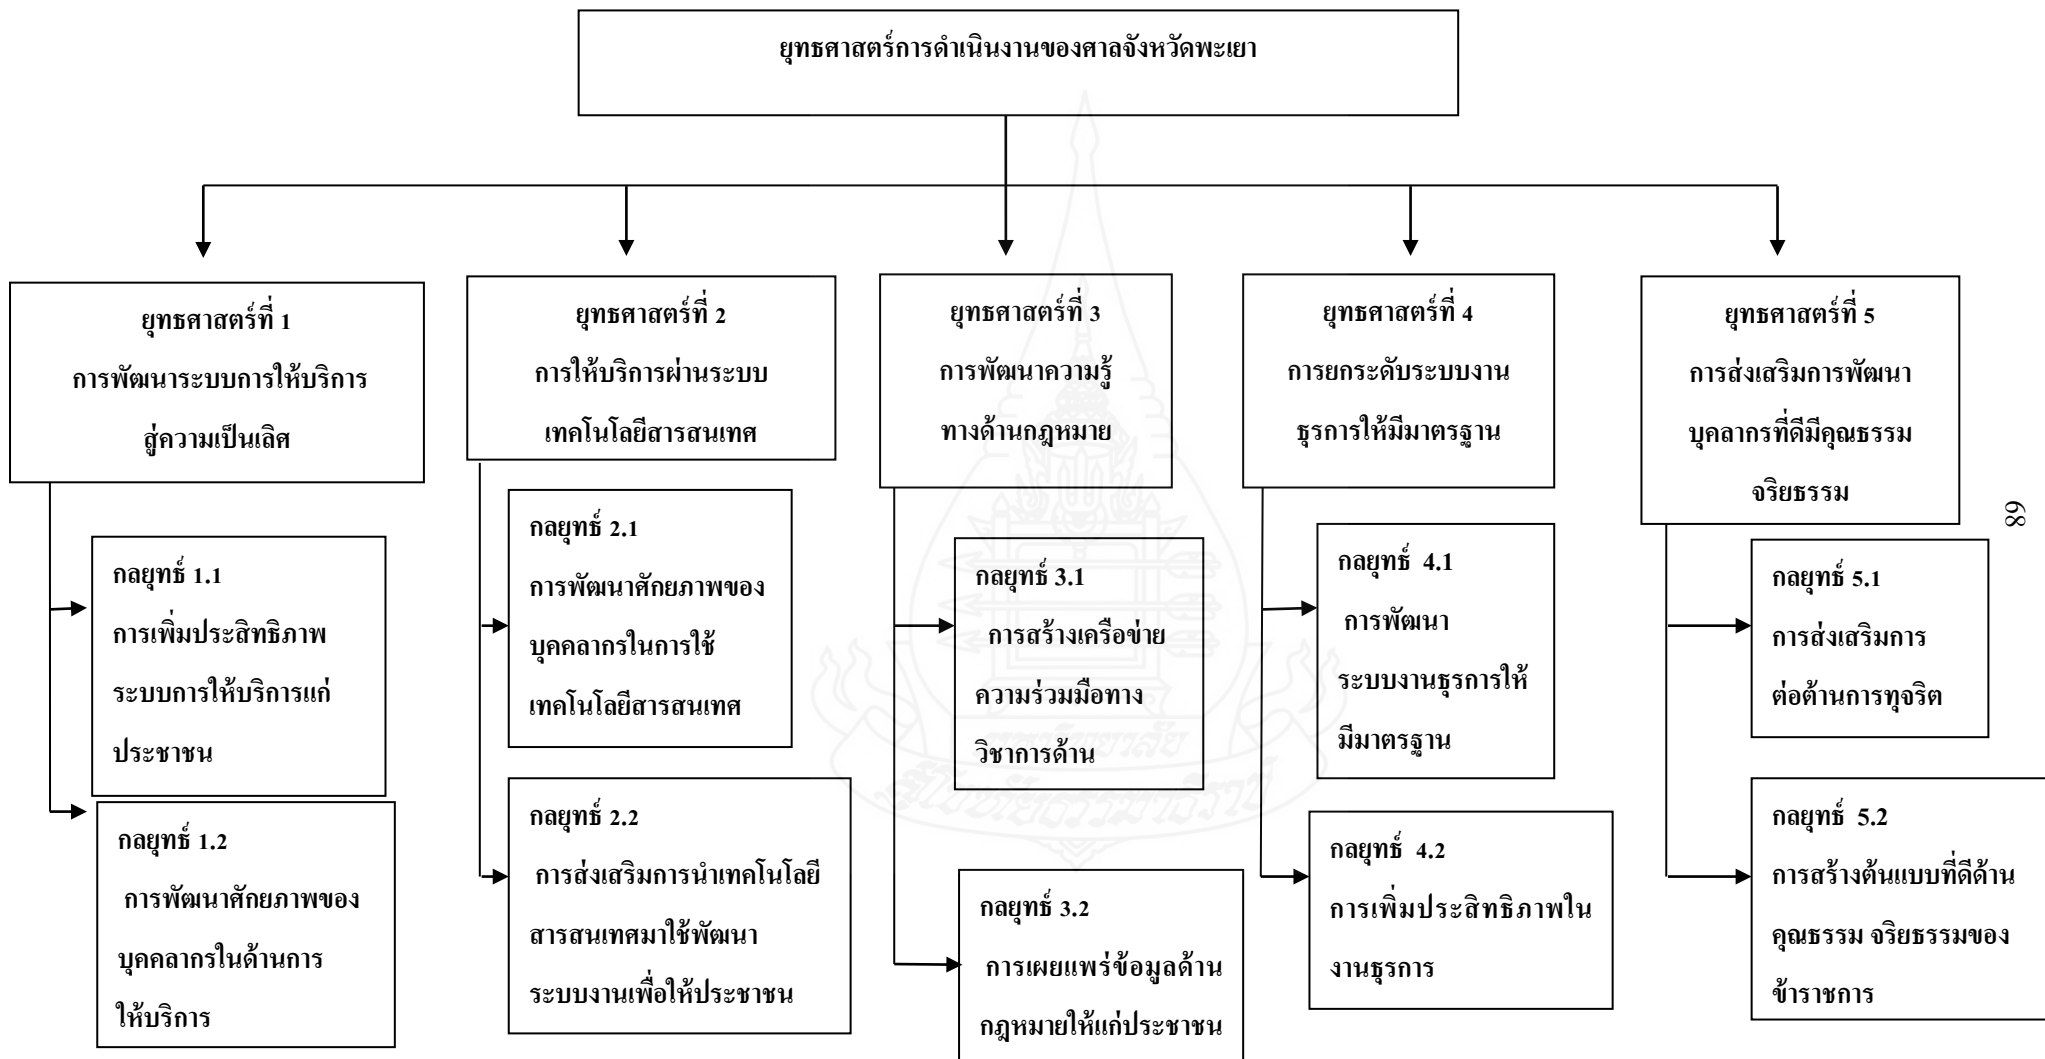 ยุทธศาสตร์การดำเนินงานของศาลจังหวัดพะเยา
ยุทธศาสตร์ที่ 1
การพัฒนาระบบการให้บริการ
สู่ความเป็นเลิศ
กลยุทธ์ 1.1
การเพิ่มประสิทธิภาพ
ระบบการให้บริการแก่
ประชาชน
กลยุทธ์ 1.2
การพัฒนาศักยภาพของ
บุคคลากรในด้านการ
ให้บริการ
ยุทธศาสตร์ที่ 2
การให้บริการผ่านระบบ
เทคโนโลยีสารสนเทศ
กลยุทธ์ 2.1
การพัฒนาศักยภาพของ
บุคคลากรในการใช้
เทคโนโลยีสารสนเทศ
กลยุทธ์ 2.2
การส่งเสริมการนำเทคโนโลยี
สารสนเทศมาใช้พัฒนา
ระบบงานเพื่อให้ประชาชน
ยุทธศาสตร์ที่ 3
การพัฒนาความรู้
ทางด้านกฎหมาย
กลยุทธ์ 3.1
การสร้างเครือข่าย
ความร่วมมือทาง
วิชาการด้าน
กลยุทธ์ 3.2
การเผยแพร่ข้อมูลด้าน
กฎหมายให้แก่ประชาชน
ยุทธศาสตร์ที่ 4
การยกระดับระบบงาน
ธุรการให้มีมาตรฐาน
กลยุทธ์ 4.1
การพัฒนา
ระบบงานธุรการให้
มีมาตรฐาน
กลยุทธ์ 4.2
การเพิ่มประสิทธิภาพใน
งานธุรการ
ยุทธศาสตร์ที่ 5
การส่งเสริมการพัฒนา
บุคลากรที่ดีมีคุณธรรม
จริยธรรม
กลยุทธ์ 5.1
การส่งเสริมการ
ต่อต้านการทุจริต
กลยุทธ์ 5.2
การสร้างต้นแบบที่ดีด้าน
คุณธรรม จริยธรรมของ
ข้าราชการ
68
มหาวิทยาลัย
สุโขทัยธรรมาธิราช